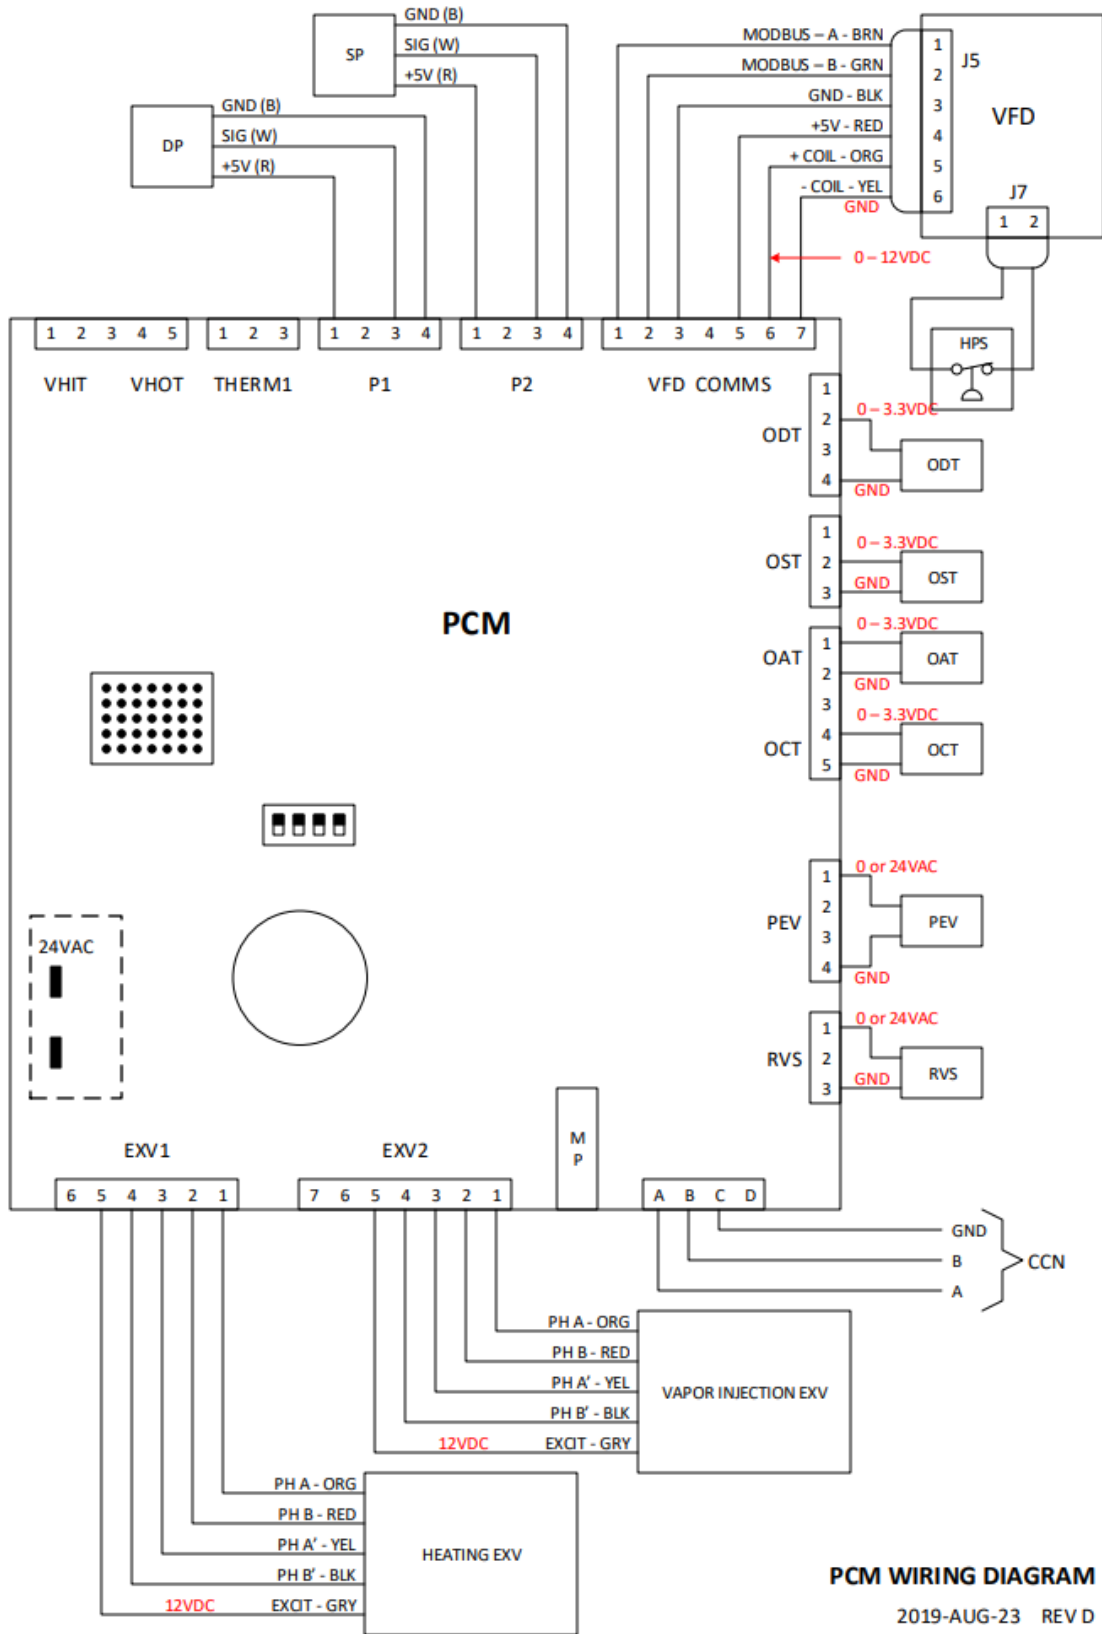 GND (B)
SP
SIG (W)
+5V (R)
GND (B)
DP
SIG (W)
+5V (R)
MODBUS – A - BRN
MODBUS – B - GRN
GND - BLK
+5V - RED
+ COIL - ORG
- COIL - YEL
GND
0 – 12VDC
1
2
3
4
5
6
J5
VFD
J7
1 2
HPS
1 2 3 4 5
VHIT VHOT
1 2 3
THERM1
1 2 3 4
P1
1 2 3 4
P2
1 2 3 4 5 6 7
VFD COMMS
ODT
1
2
3
4
0 – 3.3VDC
GND
ODT
OST
1
2
3
0 – 3.3VDC
GND
OST
OAT
OCT
1
2
3
4
5
0 – 3.3VDC
GND
OAT
0 – 3.3VDC
GND
OCT
PCM
PEV
1
2
3
4
0 or 24VAC
GND
PEV
24VAC
RVS
1
2
3
0 or 24VAC
GND
RVS
EXV1
6 5 4 3 2 1
EXV2
7 6 5 4 3 2 1
M
P
A B C D
GND
B
A
CCN
PH A - ORG
PH B - RED
PH A' - YEL
PH B' - BLK
12VDC EXCIT - GRY
VAPOR INJECTION EXV
PH A - ORG
PH B - RED
PH A' - YEL
PH B' - BLK
12VDC EXCIT - GRY
HEATING EXV
PCM WIRING DIAGRAM
2019-AUG-23 REV D